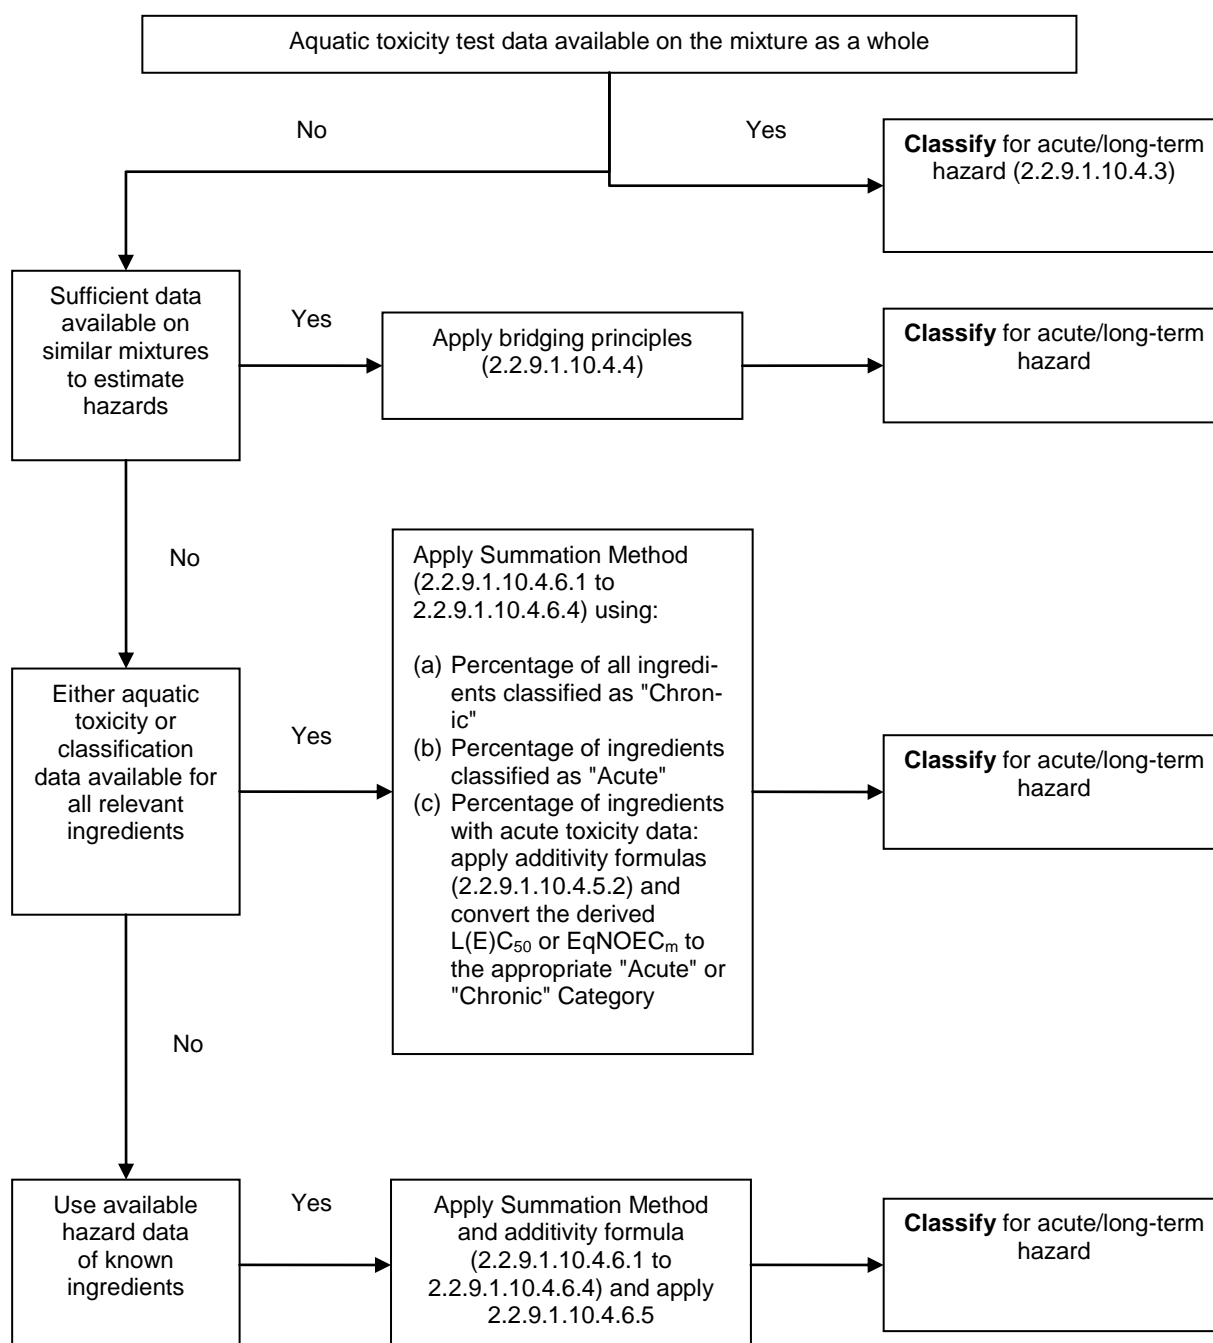 Aquatic toxicity test data available on the mixture as a whole
No
Yes
Classify for acute/long-term
hazard (2.2.9.1.10.4.3)
Sufficient data
available on
similar mixtures
to estimate
hazards
Yes
Apply bridging principles
(2.2.9.1.10.4.4)
Classify for acute/long-term
hazard
No
Either aquatic
toxicity or
classification
data available for
all relevant
ingredients
Yes
Apply Summation Method
(2.2.9.1.10.4.6.1 to
2.2.9.1.10.4.6.4) using:
(a) Percentage of all ingredi-
ents classified as "Chron-
ic"
(b) Percentage of ingredients
classified as "Acute"
(c) Percentage of ingredients
with acute toxicity data:
apply additivity formulas
(2.2.9.1.10.4.5.2) and
convert the derived
L(E)C50 or EqNOECm to
the appropriate "Acute" or
"Chronic" Category
Classify for acute/long-term
hazard
No
Use available
hazard data
of known
ingredients
Yes
Apply Summation Method
and additivity formula
(2.2.9.1.10.4.6.1 to
2.2.9.1.10.4.6.4) and apply
2.2.9.1.10.4.6.5
Classify for acute/long-term
hazard